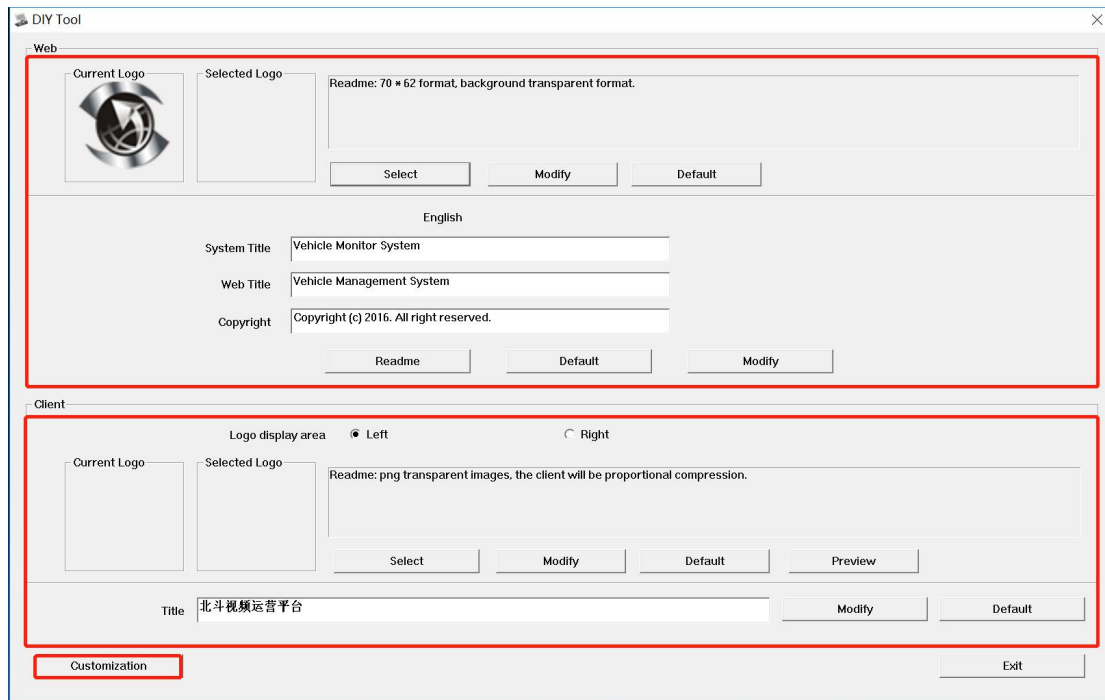 DIY Tool
Web
Current Logo
Selected Logo
Readme: 70 * 62 format, background transparent format.
Select
Modify
Default
English
System Title
Vehicle Monitor System
Web Title
Vehicle Management System
Copyright
Copyright (c) 2016. All right reserved.
Readme
Default
Modify
Client
Logo display area
Left
Right
Current Logo
Selected Logo
Readme: png transparent images, the client will be proportional compression.
Select
Modify
Default
Preview
Title
北斗视频运营平台
Modify
Default
Customization
Exit